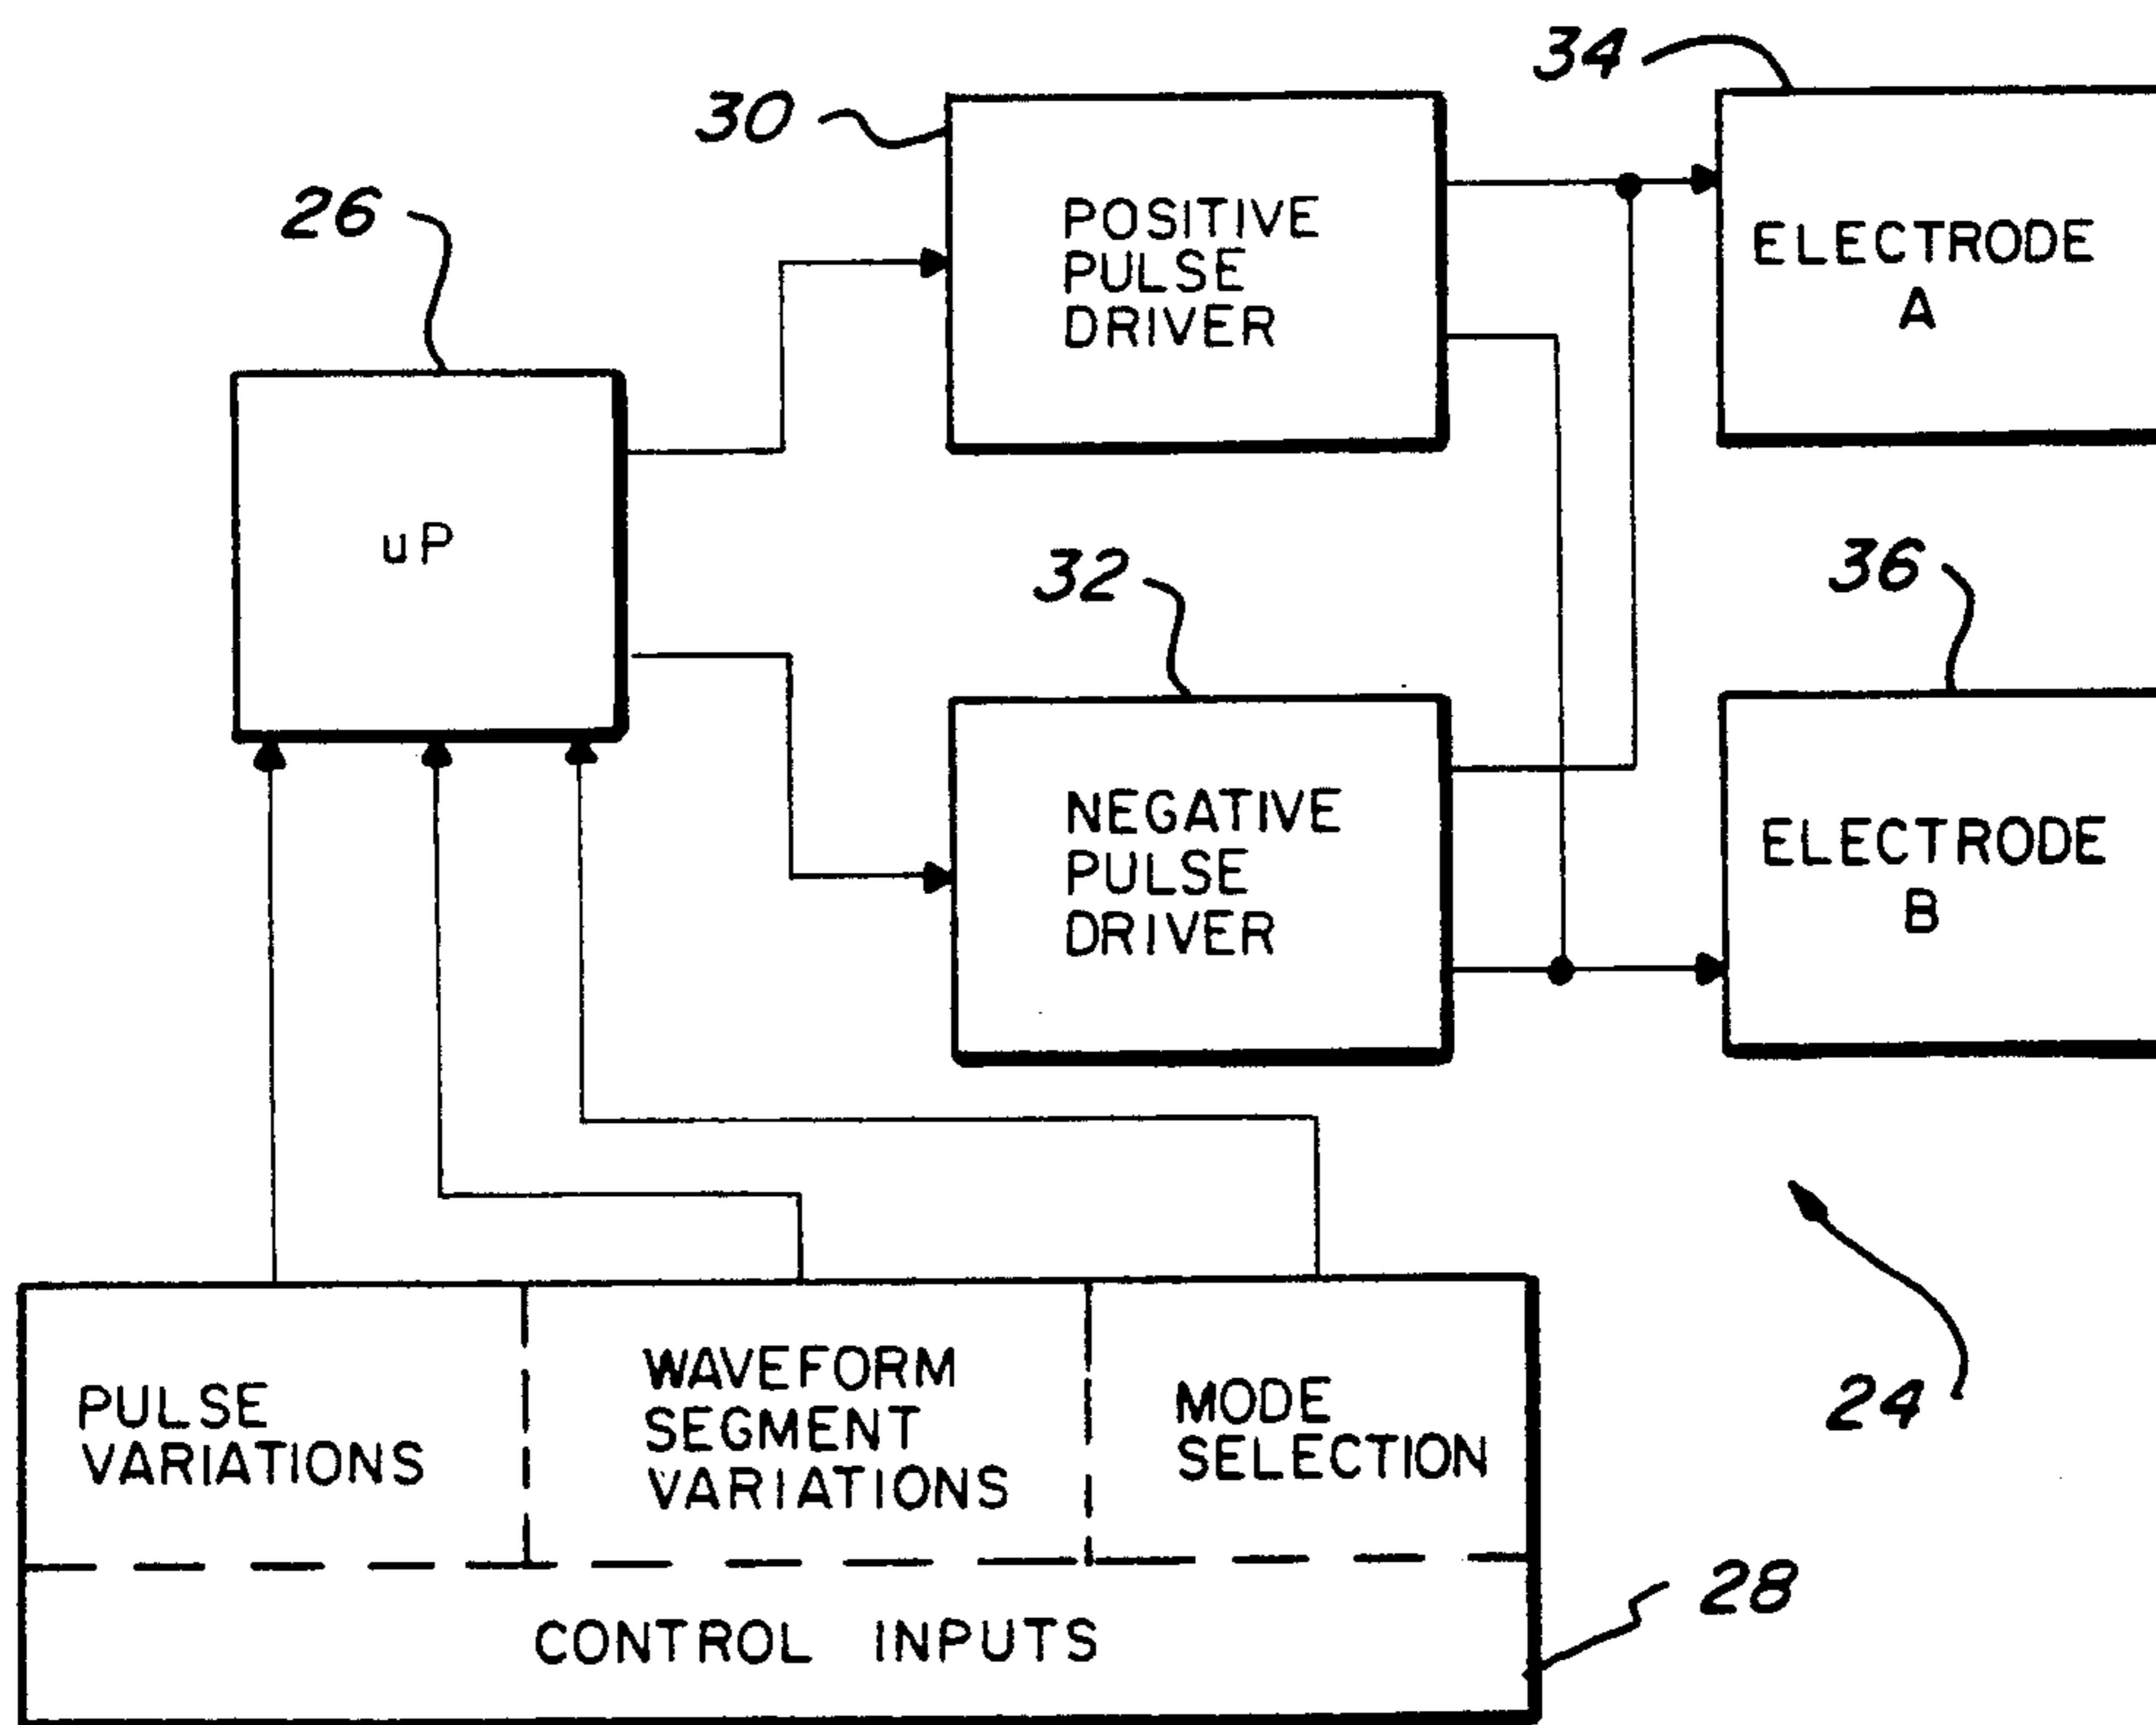 34
30
26
POSITIVE
PULSE
DRIVER
ELECTRODE
A
uP
32
36
NEGATIVE
PULSE
DRIVER
ELECTRODE
B
24
PULSE
VARIATIONS
WAVEFORM
SEGMENT
VARIATIONS
MODE
SELECTION
28
CONTROL INPUTS